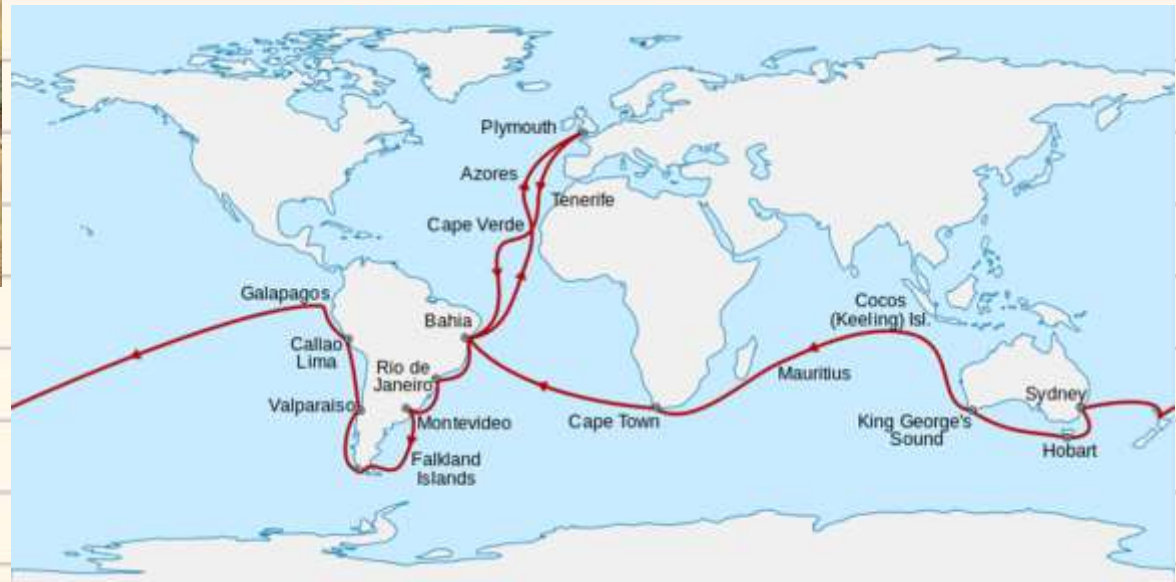 Plymouth
Azores
Tenerife
Cape Verde
Galapagos
Cocos
(Keeling) Isl.
Bahia
Callao
Lima
Rio de
Janeiro
Mauritius
Sydney
Valparaiso
Montevideo
Cape Town
King George's
Sound
Hobart
Falkland
Islands